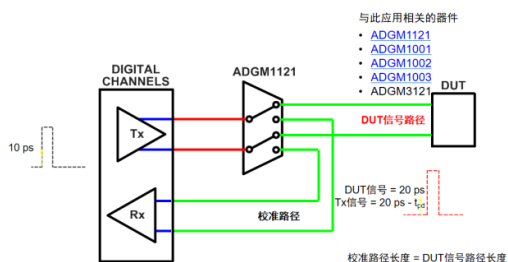 与此应用相关的器件
• ADGM1121
• ADGM1001
• ADGM1002
• ADGM1003
• ADGM3121
DIGITAL
CHANNELS
ADGM1121
DUT
Tx
DUT信号路径
10 ps
Rx
校准路径
DUT信号 = 20 ps
Tx信号 = 20 ps - tpd
校准路径长度 = DUT信号路径长度